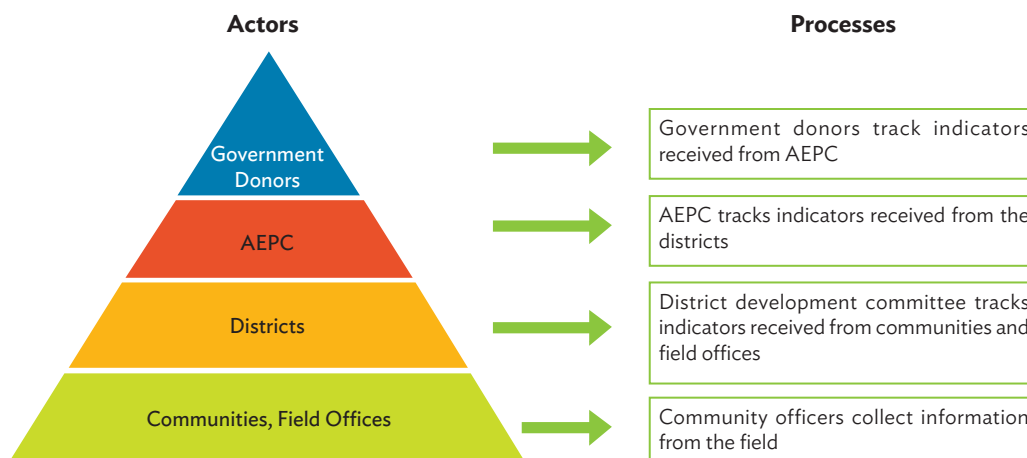 Actors
Processes
Government
Donors
Government donors track indicators
received from AEPC
AEPC
AEPC tracks indicators received from the
districts
Districts
District development committee tracks
indicators received from communities and
field offices
Communities, Field Offices
Community officers collect information
from the field